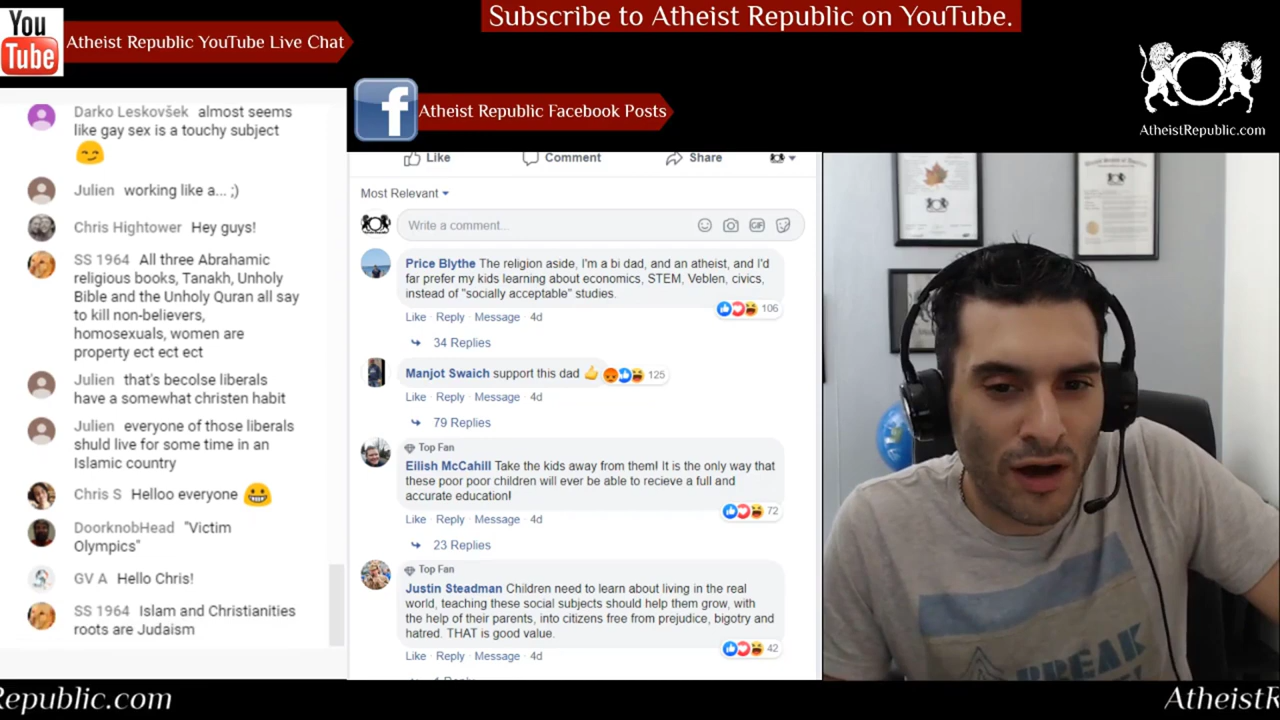 You
Tube
Atheist Republic YouTube Live Chat
Subscribe to Atheist Republic on YouTube.
AtheistRepublic.com
Atheist Republic Facebook Posts
Darko Leskovšek almost seems
like gay sex is a touchy subject
Julien working like a... ;)
Chris Hightower Hey guys!
SS 1964 All three Abrahamic
religious books, Tanakh, Unholy
Bible and the Unholy Quran all say
to kill non-believers,
homosexuals, women are
property ect ect ect
Julien that's becolse liberals
have a somewhat christen habit
Julien everyone of those liberals
shuld live for some time in an
Islamic country
Chris S Helloo everyone
DoorknobHead "Victim
Olympics"
GV A Hello Chris!
SS 1964 Islam and Christianities
roots are Judaism
Like Comment Share
Most Relevant
Write a comment...
GIF
Price Blythe The religion aside, I'm a bi dad, and an atheist, and I'd
far prefer my kids learning about economics, STEM, Veblen, civics,
instead of "socially acceptable" studies.
106
Like · Reply · Message · 4d
34 Replies
Manjot Swaich support this dad 125
Like · Reply · Message · 4d
79 Replies
Top Fan
Eilish McCahill Take the kids away from them! It is the only way that
these poor poor children will ever be able to recieve a full and
accurate education!
72
Like · Reply · Message · 4d
23 Replies
Top Fan
Justin Steadman Children need to learn about living in the real
world, teaching these social subjects should help them grow, with
the help of their parents, into citizens free from prejudice, bigotry and
hatred. THAT is good value.
42
Like · Reply · Message · 4d
BREAK
Republic.com
AtheistR